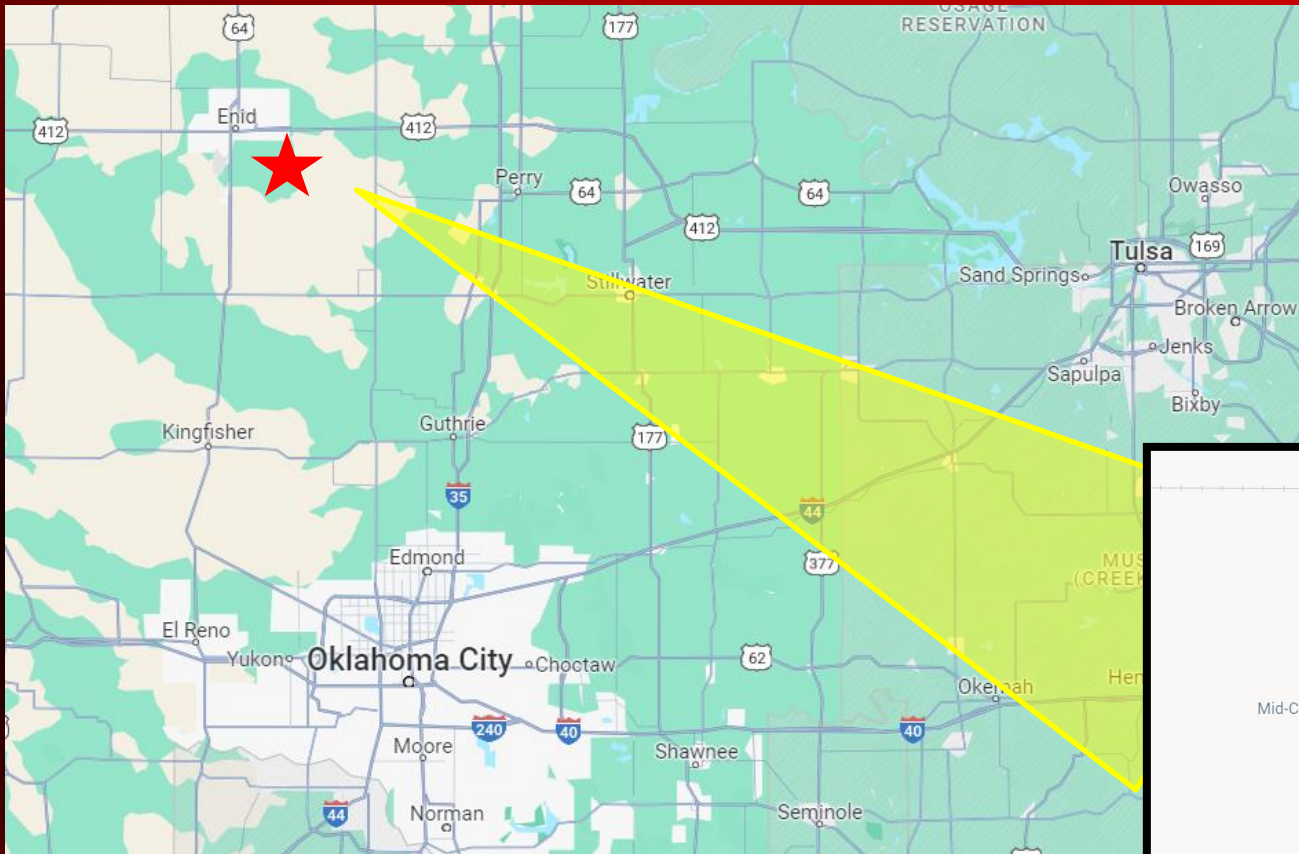 64
177
OSAGE
RESERVATION
Enid
412
412
Perry
64
64
Owasso
412
169
Tulsa
Sand Springs
Stillwater
Broken Arrow
Jenks
Sapulpa
Bixby
Guthrie
Kingfisher
177
35
44
Edmond
377
MUS
(CREEK
El Reno
Yukon
Oklahoma City
Choctaw
62
Hen
Okemah
Mid-C
240
40
40
Moore
Shawnee
44
Norman
Seminole